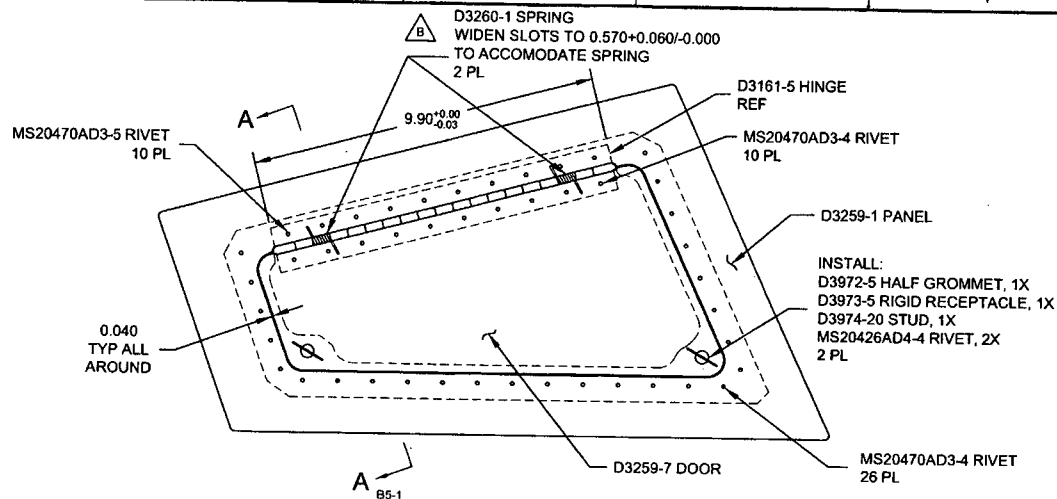 B
D3260-1 SPRING
WIDEN SLOTS TO 0.570+0.060/-0.000
TO ACCOMODATE SPRING
2 PL
D3161-5 HINGE
REF
A
9.90+0.00
-0.03
MS20470AD3-5 RIVET
10 PL
MS20470AD3-4 RIVET
10 PL
D3259-1 PANEL
INSTALL:
D3972-5 HALF GROMMET, 1X
D3973-5 RIGID RECEPTACLE, 1X
D3974-20 STUD, 1X
MS20426AD4-4 RIVET, 2X
2 PL
0.040
TYP ALL
AROUND
D3259-7 DOOR
MS20470AD3-4 RIVET
26 PL
A
B5-1